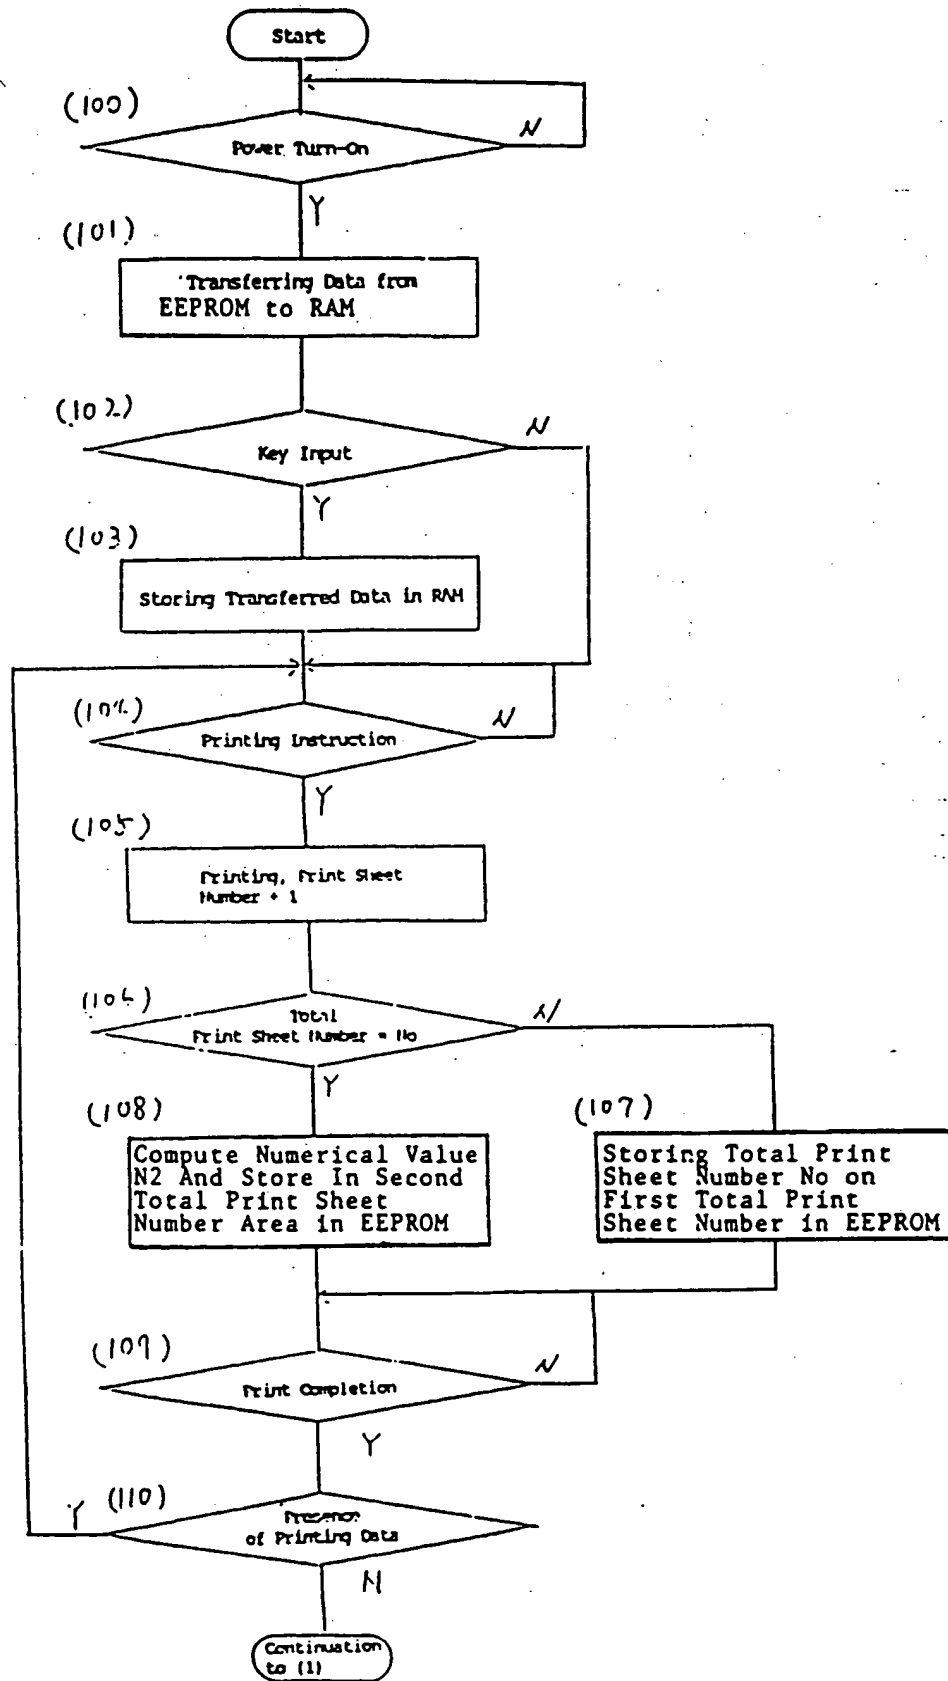 Start
(100)
N
Power Turn-On
Y
(101)
Transferring Data from
EEPROM to RAM
(102)
N
Key Input
Y
(103)
Storing Transferred Data in RAM
(104)
N
Printing Instruction
Y
(105)
Printing, Print Sheet
Number + 1
(106)
N
Total
Print Sheet Number = No
Y
(108)
(107)
Compute Numerical Value
N2 And Store In Second
Total Print Sheet
Number Area in EEPROM
Storing Total Print
Sheet Number No on
First Total Print
Sheet Number in EEPROM
(109)
N
Print Completion
Y
(110)
Y
Presence
of Printing Data
N
Continuation
to (1)